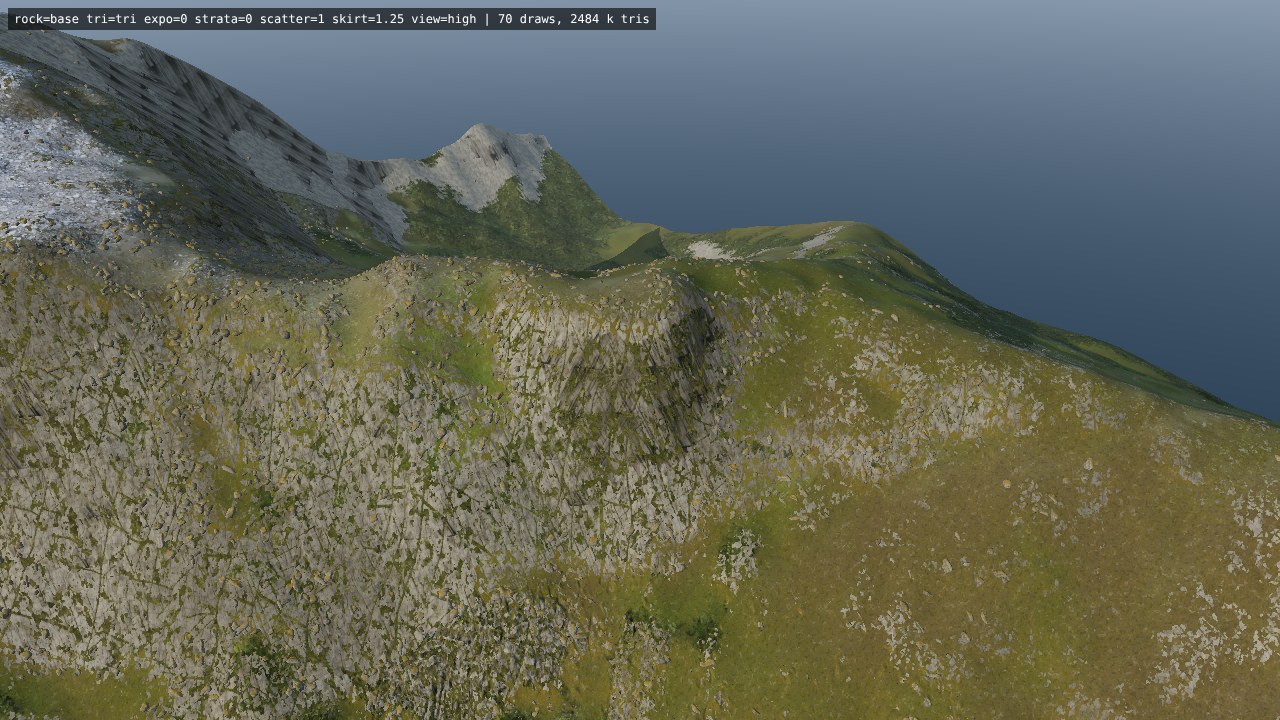 rock=base tri=tri expo=0 strata=0 scatter=1 skirt=1.25 view=high | 70 draws, 2484 k tris